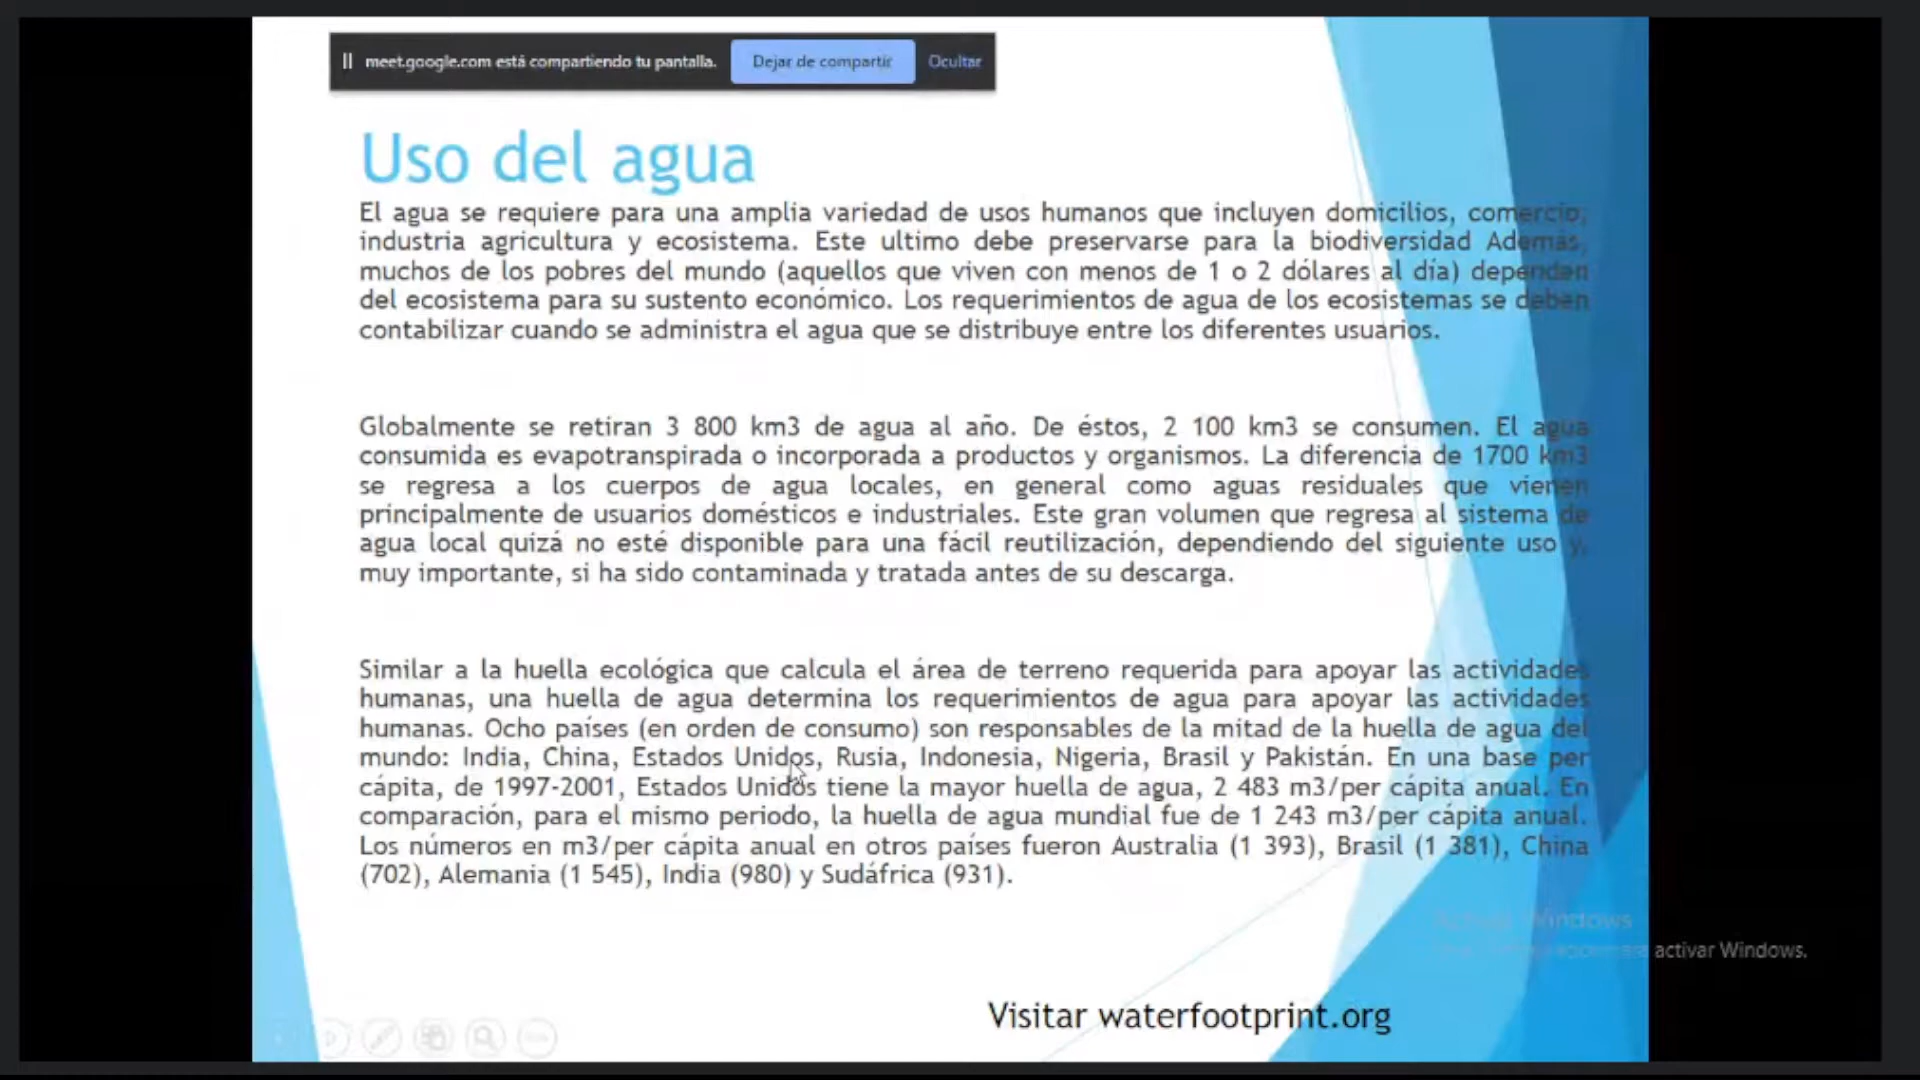 meet.google.com está compartiendo tu pantalla. Dejar de compartir Ocultar
Uso del agua
El agua se requiere para una amplia variedad de usos humanos que incluyen domicilios, comercio,
industria agricultura y ecosistema. Este ultimo debe preservarse para la biodiversidad Además,
muchos de los pobres del mundo (aquellos que viven con menos de 1 o 2 dólares al día) dependen
del ecosistema para su sustento económico. Los requerimientos de agua de los ecosistemas se deben
contabilizar cuando se administra el agua que se distribuye entre los diferentes usuarios.
Globalmente se retiran 3 800 km3 de agua al año. De éstos, 2 100 km3 se consumen. El agua
consumida es evapotranspirada o incorporada a productos y organismos. La diferencia de 1700 km3
se regresa a los cuerpos de agua locales, en general como aguas residuales que vienen
principalmente de usuarios domésticos e industriales. Este gran volumen que regresa al sistema de
agua local quizá no esté disponible para una fácil reutilización, dependiendo del siguiente uso y,
muy importante, si ha sido contaminada y tratada antes de su descarga.
Similar a la huella ecológica que calcula el área de terreno requerida para apoyar las actividades
humanas, una huella de agua determina los requerimientos de agua para apoyar las actividades
humanas. Ocho países (en orden de consumo) son responsables de la mitad de la huella de agua del
mundo: India, China, Estados Unidos, Rusia, Indonesia, Nigeria, Brasil y Pakistán. En una base per
cápita, de 1997-2001, Estados Unidos tiene la mayor huella de agua, 2 483 m3/per cápita anual. En
comparación, para el mismo periodo, la huella de agua mundial fue de 1 243 m3/per cápita anual.
Los números en m3/per cápita anual en otros países fueron Australia (1 393), Brasil (1 381), China
(702), Alemania (1 545), India (980) y Sudáfrica (931).
Activar Windows
activar Windows.
Visitar waterfootprint.org